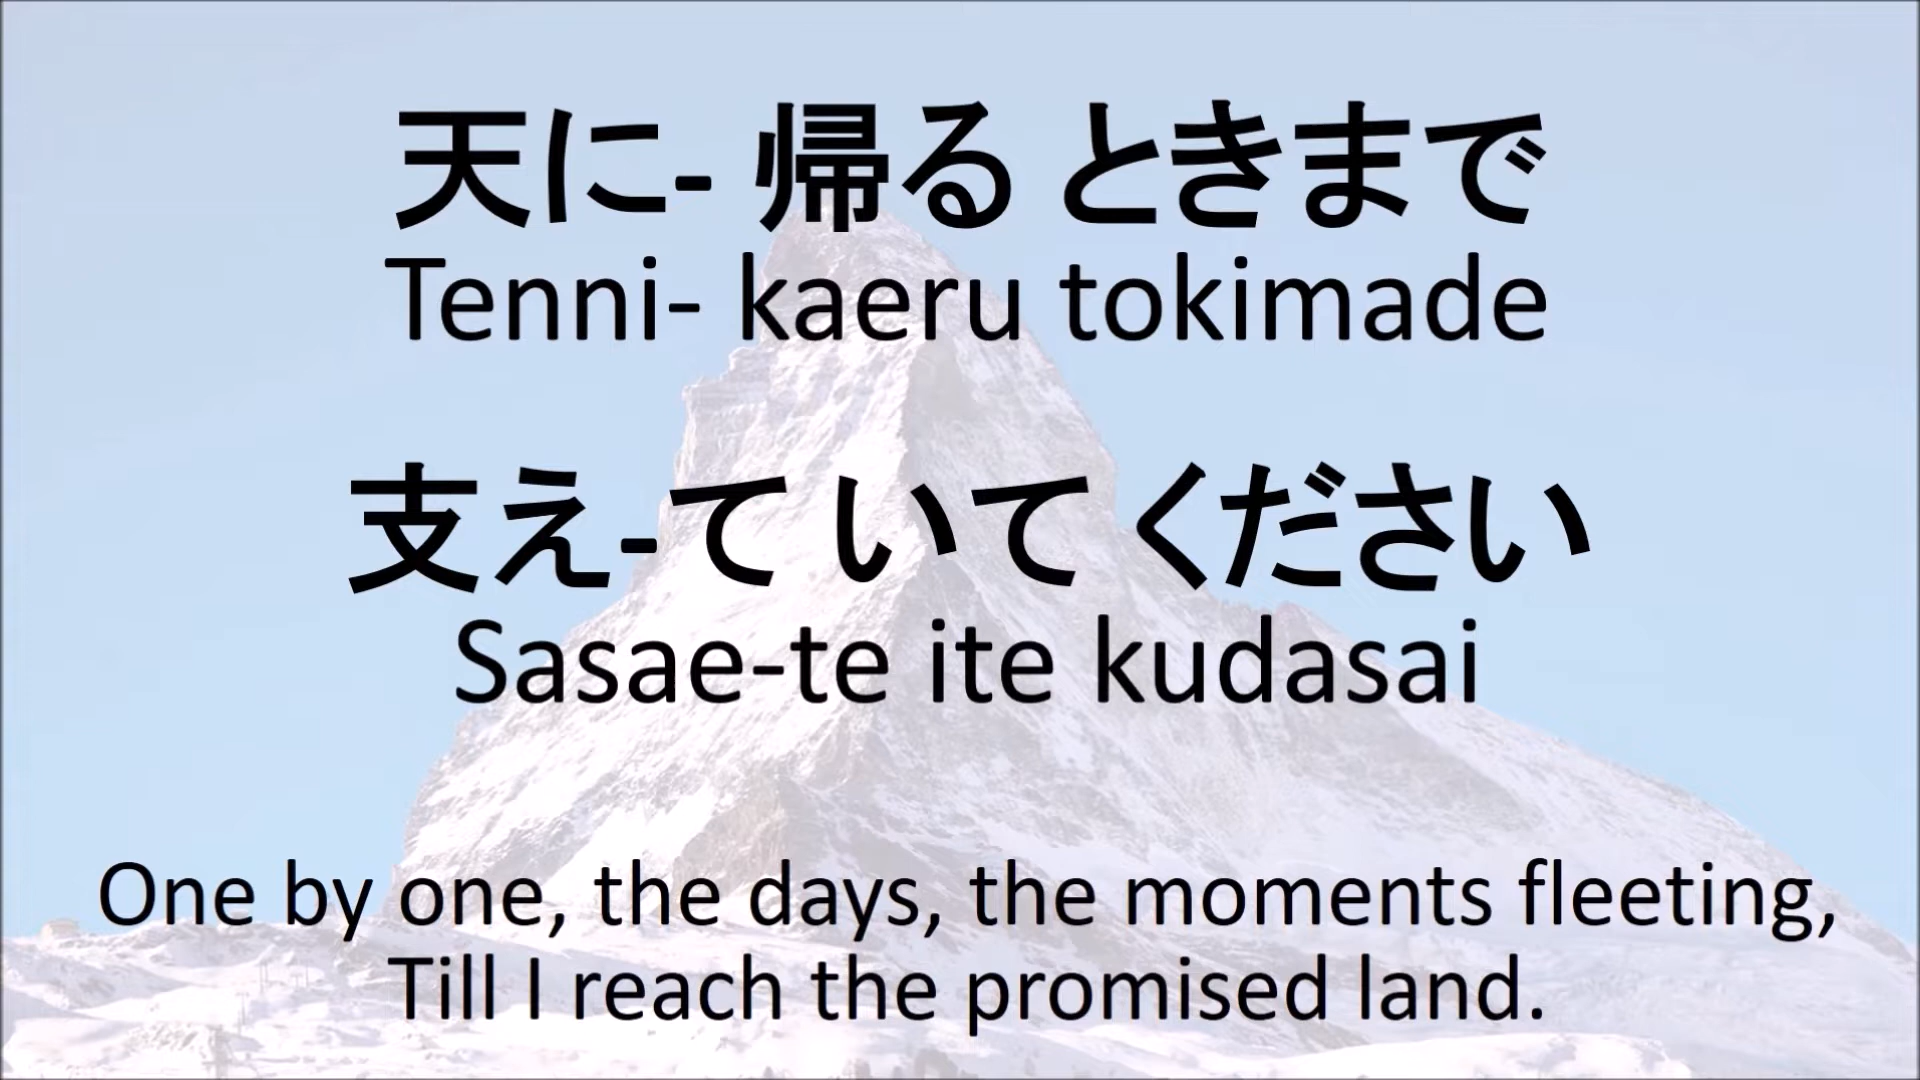 天に- 帰る ときまで
Tenni- kaeru tokimade
支え-て いて ください
Sasae-te ite kudasai
One by one, the days, the moments fleeting,
Till I reach the promised land.